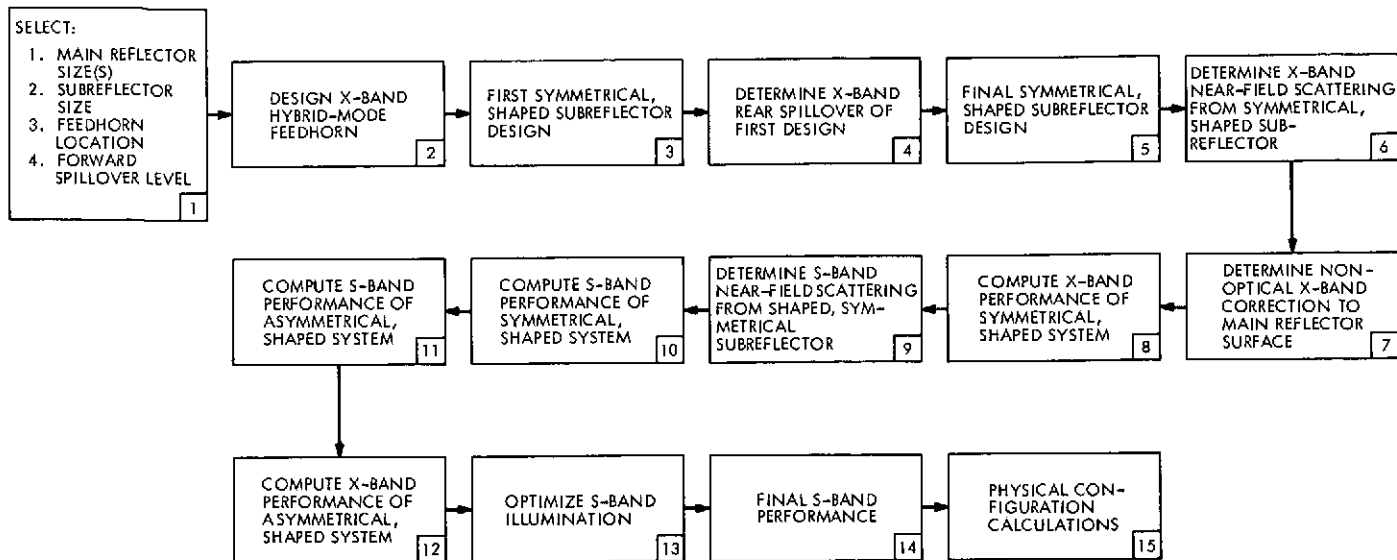 SELECT:
1. MAIN REFLECTOR
SIZE(S)
2. SUBREFLECTOR
SIZE
3. FEEDHORN
LOCATION
4. FORWARD
SPILLOVER LEVEL
1
DESIGN X-BAND
HYBRID-MODE
FEEDHORN
2
FIRST SYMMETRICAL,
SHAPED SUBREFLECTOR
DESIGN
3
DETERMINE X-BAND
REAR SPILLOVER OF
FIRST DESIGN
4
FINAL SYMMETRICAL,
SHAPED SUBREFLECTOR
DESIGN
5
DETERMINE X-BAND
NEAR-FIELD SCATTERING
FROM SYMMETRICAL,
SHAPED SUB-
REFLECTOR
6
DETERMINE NON-
OPTICAL X-BAND
CORRECTION TO
MAIN REFLECTOR
SURFACE
7
COMPUTE X-BAND
PERFORMANCE OF
SYMMETRICAL,
SHAPED SYSTEM
8
DETERMINE S-BAND
NEAR-FIELD SCATTERING
FROM SHAPED, SYM-
METRICAL
SUBREFLECTOR
9
COMPUTE S-BAND
PERFORMANCE OF
SYMMETRICAL,
SHAPED SYSTEM
10
COMPUTE S-BAND
PERFORMANCE OF
ASYMMETRICAL,
SHAPED SYSTEM
11
COMPUTE X-BAND
PERFORMANCE OF
ASYMMETRICAL,
SHAPED SYSTEM
12
OPTIMIZE S-BAND
ILLUMINATION
13
FINAL S-BAND
PERFORMANCE
14
PHYSICAL CON-
FIGURATION
CALCULATIONS
15